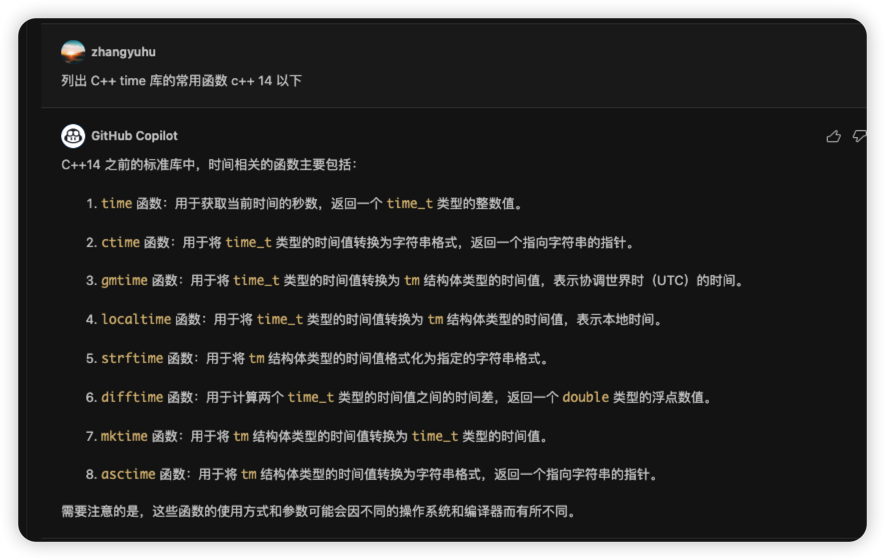 zhangyuhu
列出 C++ time 库的常用函数 c++ 14 以下
GitHub Copilot
C++14 之前的标准库中，时间相关的函数主要包括：
1. time 函数：用于获取当前时间的秒数，返回一个 time_t 类型的整数值。
2. ctime 函数：用于将 time_t 类型的时间值转换为字符串格式，返回一个指向字符串的指针。
3. gmtime 函数：用于将 time_t 类型的时间值转换为 tm 结构体类型的时间值，表示协调世界时（UTC）的时间。
4. localtime 函数：用于将 time_t 类型的时间值转换为 tm 结构体类型的时间值，表示本地时间。
5. strftime 函数：用于将 tm 结构体类型的时间值格式化为指定的字符串格式。
6. difftime 函数：用于计算两个 time_t 类型的时间值之间的时间差，返回一个 double 类型的浮点数值。
7. mktime 函数：用于将 tm 结构体类型的时间值转换为 time_t 类型的时间值。
8. asctime 函数：用于将 tm 结构体类型的时间值转换为字符串格式，返回一个指向字符串的指针。
需要注意的是，这些函数的使用方式和参数可能会因不同的操作系统和编译器而有所不同。